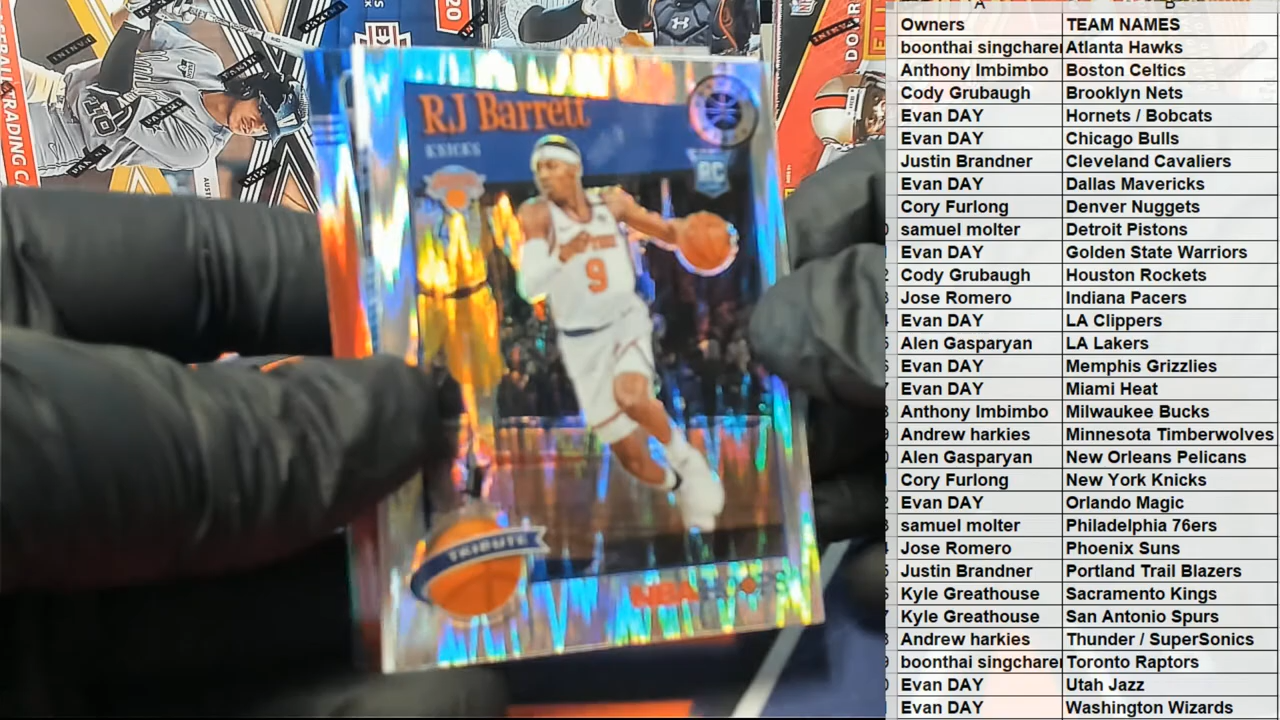 RJ Barrett
KNICKS
RC
9
TRIBUTE
NBA HOOPS
20
PANINI
Owners TEAM NAMES
boonthai singcharer Atlanta Hawks
Anthony Imbimbo Boston Celtics
Cody Grubaugh Brooklyn Nets
Evan DAY Hornets / Bobcats
Evan DAY Chicago Bulls
Justin Brandner Cleveland Cavaliers
Evan DAY Dallas Mavericks
Cory Furlong Denver Nuggets
samuel molter Detroit Pistons
Evan DAY Golden State Warriors
Cody Grubaugh Houston Rockets
Jose Romero Indiana Pacers
Evan DAY LA Clippers
Alen Gasparyan LA Lakers
Evan DAY Memphis Grizzlies
Evan DAY Miami Heat
Anthony Imbimbo Milwaukee Bucks
Andrew harkies Minnesota Timberwolves
Alen Gasparyan New Orleans Pelicans
Cory Furlong New York Knicks
Evan DAY Orlando Magic
samuel molter Philadelphia 76ers
Jose Romero Phoenix Suns
Justin Brandner Portland Trail Blazers
Kyle Greathouse Sacramento Kings
Kyle Greathouse San Antonio Spurs
Andrew harkies Thunder / SuperSonics
boonthai singcharer Toronto Raptors
Evan DAY Utah Jazz
Evan DAY Washington Wizards